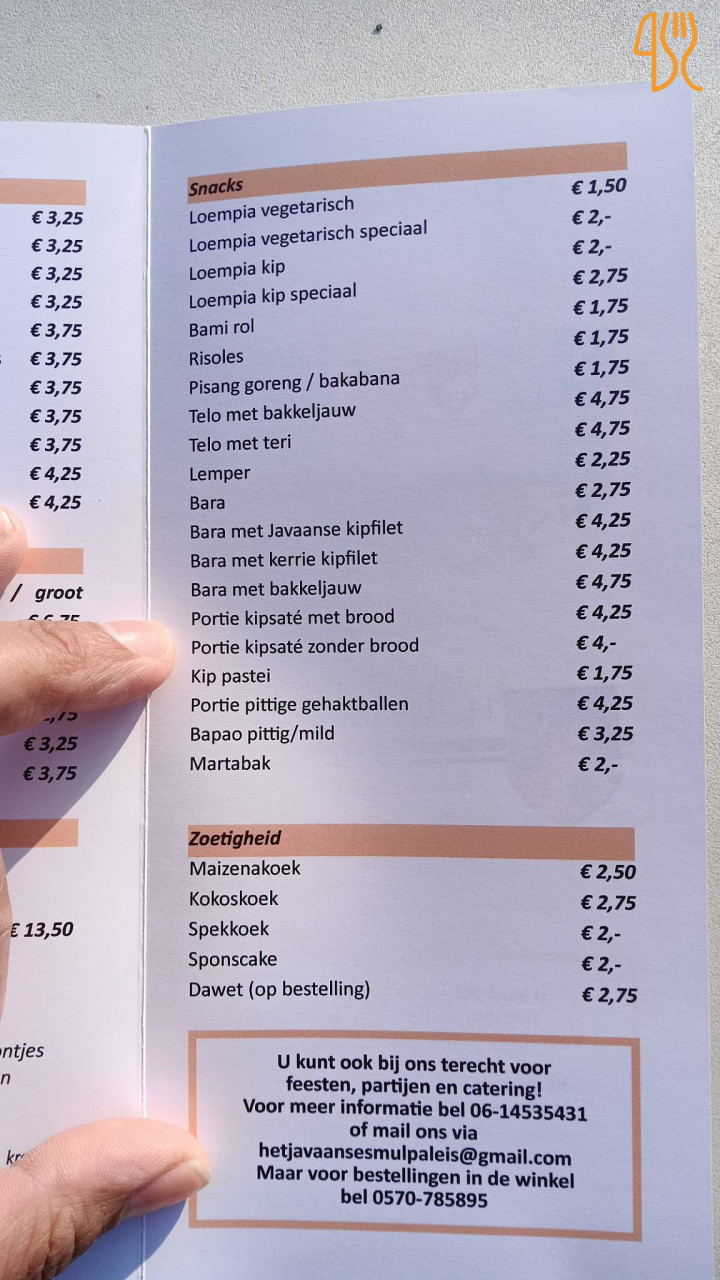 € 3,25
€ 3,25
€ 3,25
€ 3,25
€ 3,75
€ 3,75
€ 3,75
€ 3,75
€ 3,75
€ 4,25
€ 4,25
/ groot
€ 3,25
€ 3,75
€ 13,50
ntjes
n
Snacks
Loempia vegetarisch € 1,50
Loempia vegetarisch speciaal € 2,-
Loempia kip € 2,-
Loempia kip speciaal € 2,75
Bami rol € 1,75
Risoles € 1,75
Pisang goreng / bakabana € 1,75
Telo met bakkeljauw € 4,75
Telo met teri € 4,75
Lemper € 2,25
Bara € 2,75
Bara met Javaanse kipfilet € 4,25
Bara met kerrie kipfilet € 4,25
Bara met bakkeljauw € 4,75
Portie kipsaté met brood € 4,25
Portie kipsaté zonder brood € 4,-
Kip pastei € 1,75
Portie pittige gehaktballen € 4,25
Bapao pittig/mild € 3,25
Martabak € 2,-
Zoetigheid
Maizenakoek € 2,50
Kokoskoek € 2,75
Spekkoek € 2,-
Sponscake € 2,-
Dawet (op bestelling) € 2,75
U kunt ook bij ons terecht voor
feesten, partijen en catering!
Voor meer informatie bel 06-14535431
of mail ons via
hetjavaansesmulpaleis@gmail.com
Maar voor bestellingen in de winkel
bel 0570-785895